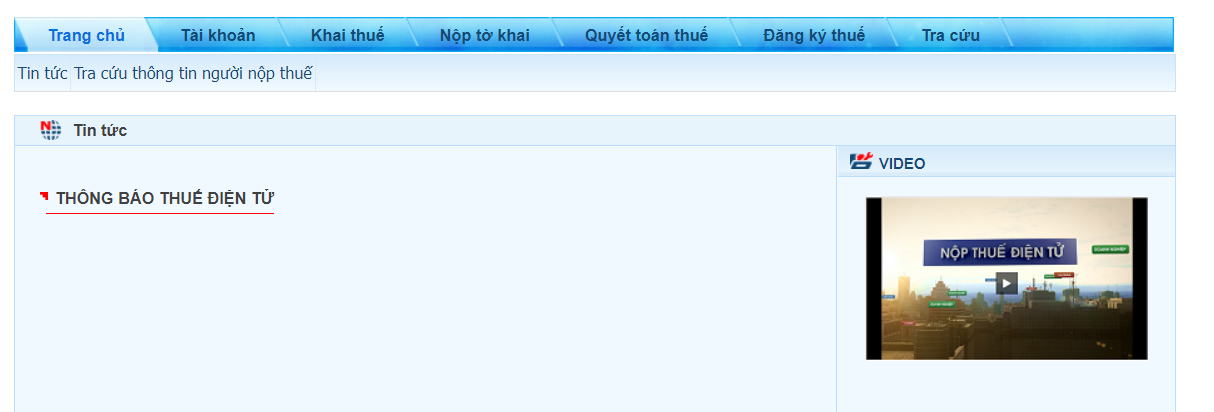 Trang chủ Tài khoản Khai thuế Nộp tờ khai Quyết toán thuế Đăng ký thuế Tra cứu
Tin tức Tra cứu thông tin người nộp thuế
Tin tức
VIDEO
THÔNG BÁO THUẾ ĐIỆN TỬ
NỘP THUẾ ĐIỆN TỬ
DOANH NGHIỆP